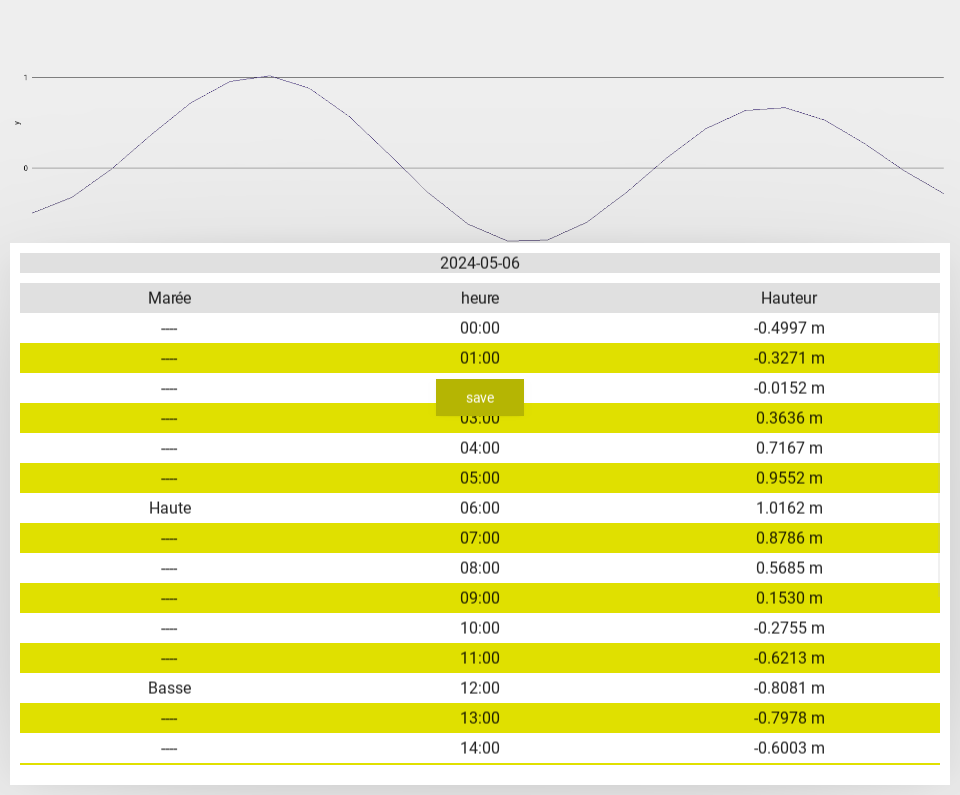 1
y
0
2024-05-06
Marée heure Hauteur
---- 00:00 -0.4997 m
---- 01:00 -0.3271 m
---- -0.0152 m
save
---- 03:00 0.3636 m
---- 04:00 0.7167 m
---- 05:00 0.9552 m
Haute 06:00 1.0162 m
---- 07:00 0.8786 m
---- 08:00 0.5685 m
---- 09:00 0.1530 m
---- 10:00 -0.2755 m
---- 11:00 -0.6213 m
Basse 12:00 -0.8081 m
---- 13:00 -0.7978 m
---- 14:00 -0.6003 m